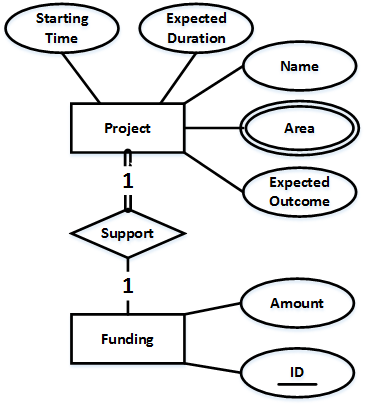 Starting
Time
Expected
Duration
Name
Project
Area
Expected
Outcome
1
Support
1
Amount
Funding
ID